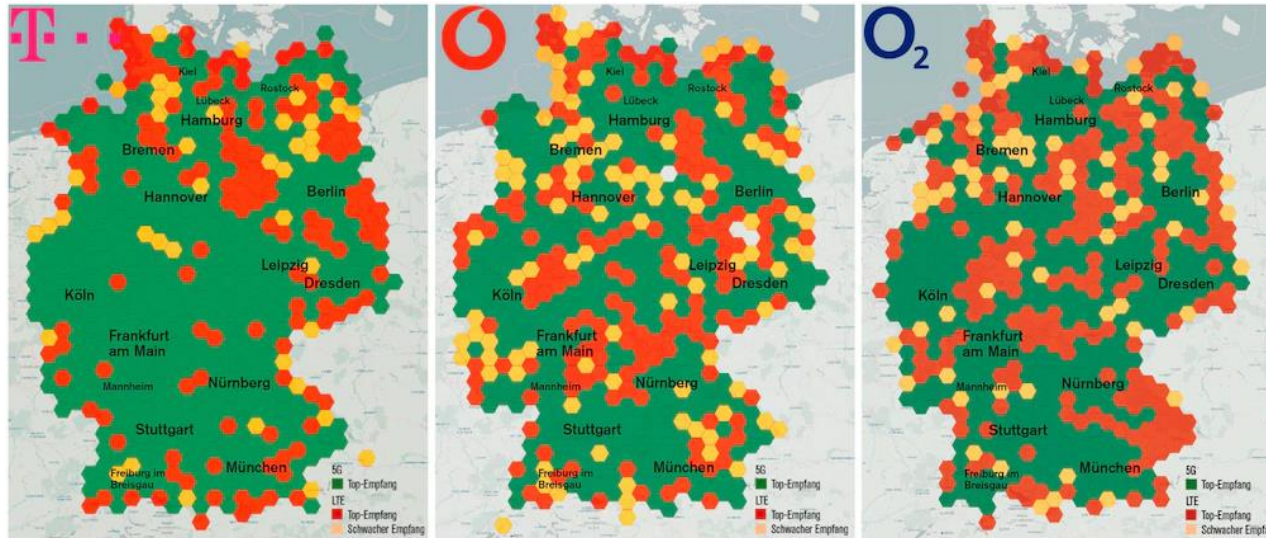 T
Kiel
Rostock
Lübeck
Hamburg
Bremen
Berlin
Hannover
Leipzig
Dresden
Köln
Frankfurt
am Main
Mannheim
Nürnberg
Stuttgart
München
Freiburg im
Breisgau
5G
Top-Empfang
LTE
Top-Empfang
Schwacher Empfang
Kiel
Rostock
Lübeck
Hamburg
Bremen
Berlin
Hannover
Leipzig
Dresden
Köln
Frankfurt
am Main
Mannheim
Nürnberg
Stuttgart
München
Freiburg im
Breisgau
5G
Top-Empfang
LTE
Top-Empfang
Schwacher Empfang
O2
Kiel
Rostock
Lübeck
Hamburg
Bremen
Berlin
Hannover
Leipzig
Dresden
Köln
Frankfurt
am Main
Mannheim
Nürnberg
Stuttgart
München
Freiburg im
Breisgau
5G
Top-Empfang
LTE
Top-Empfang
Schwacher Empfang